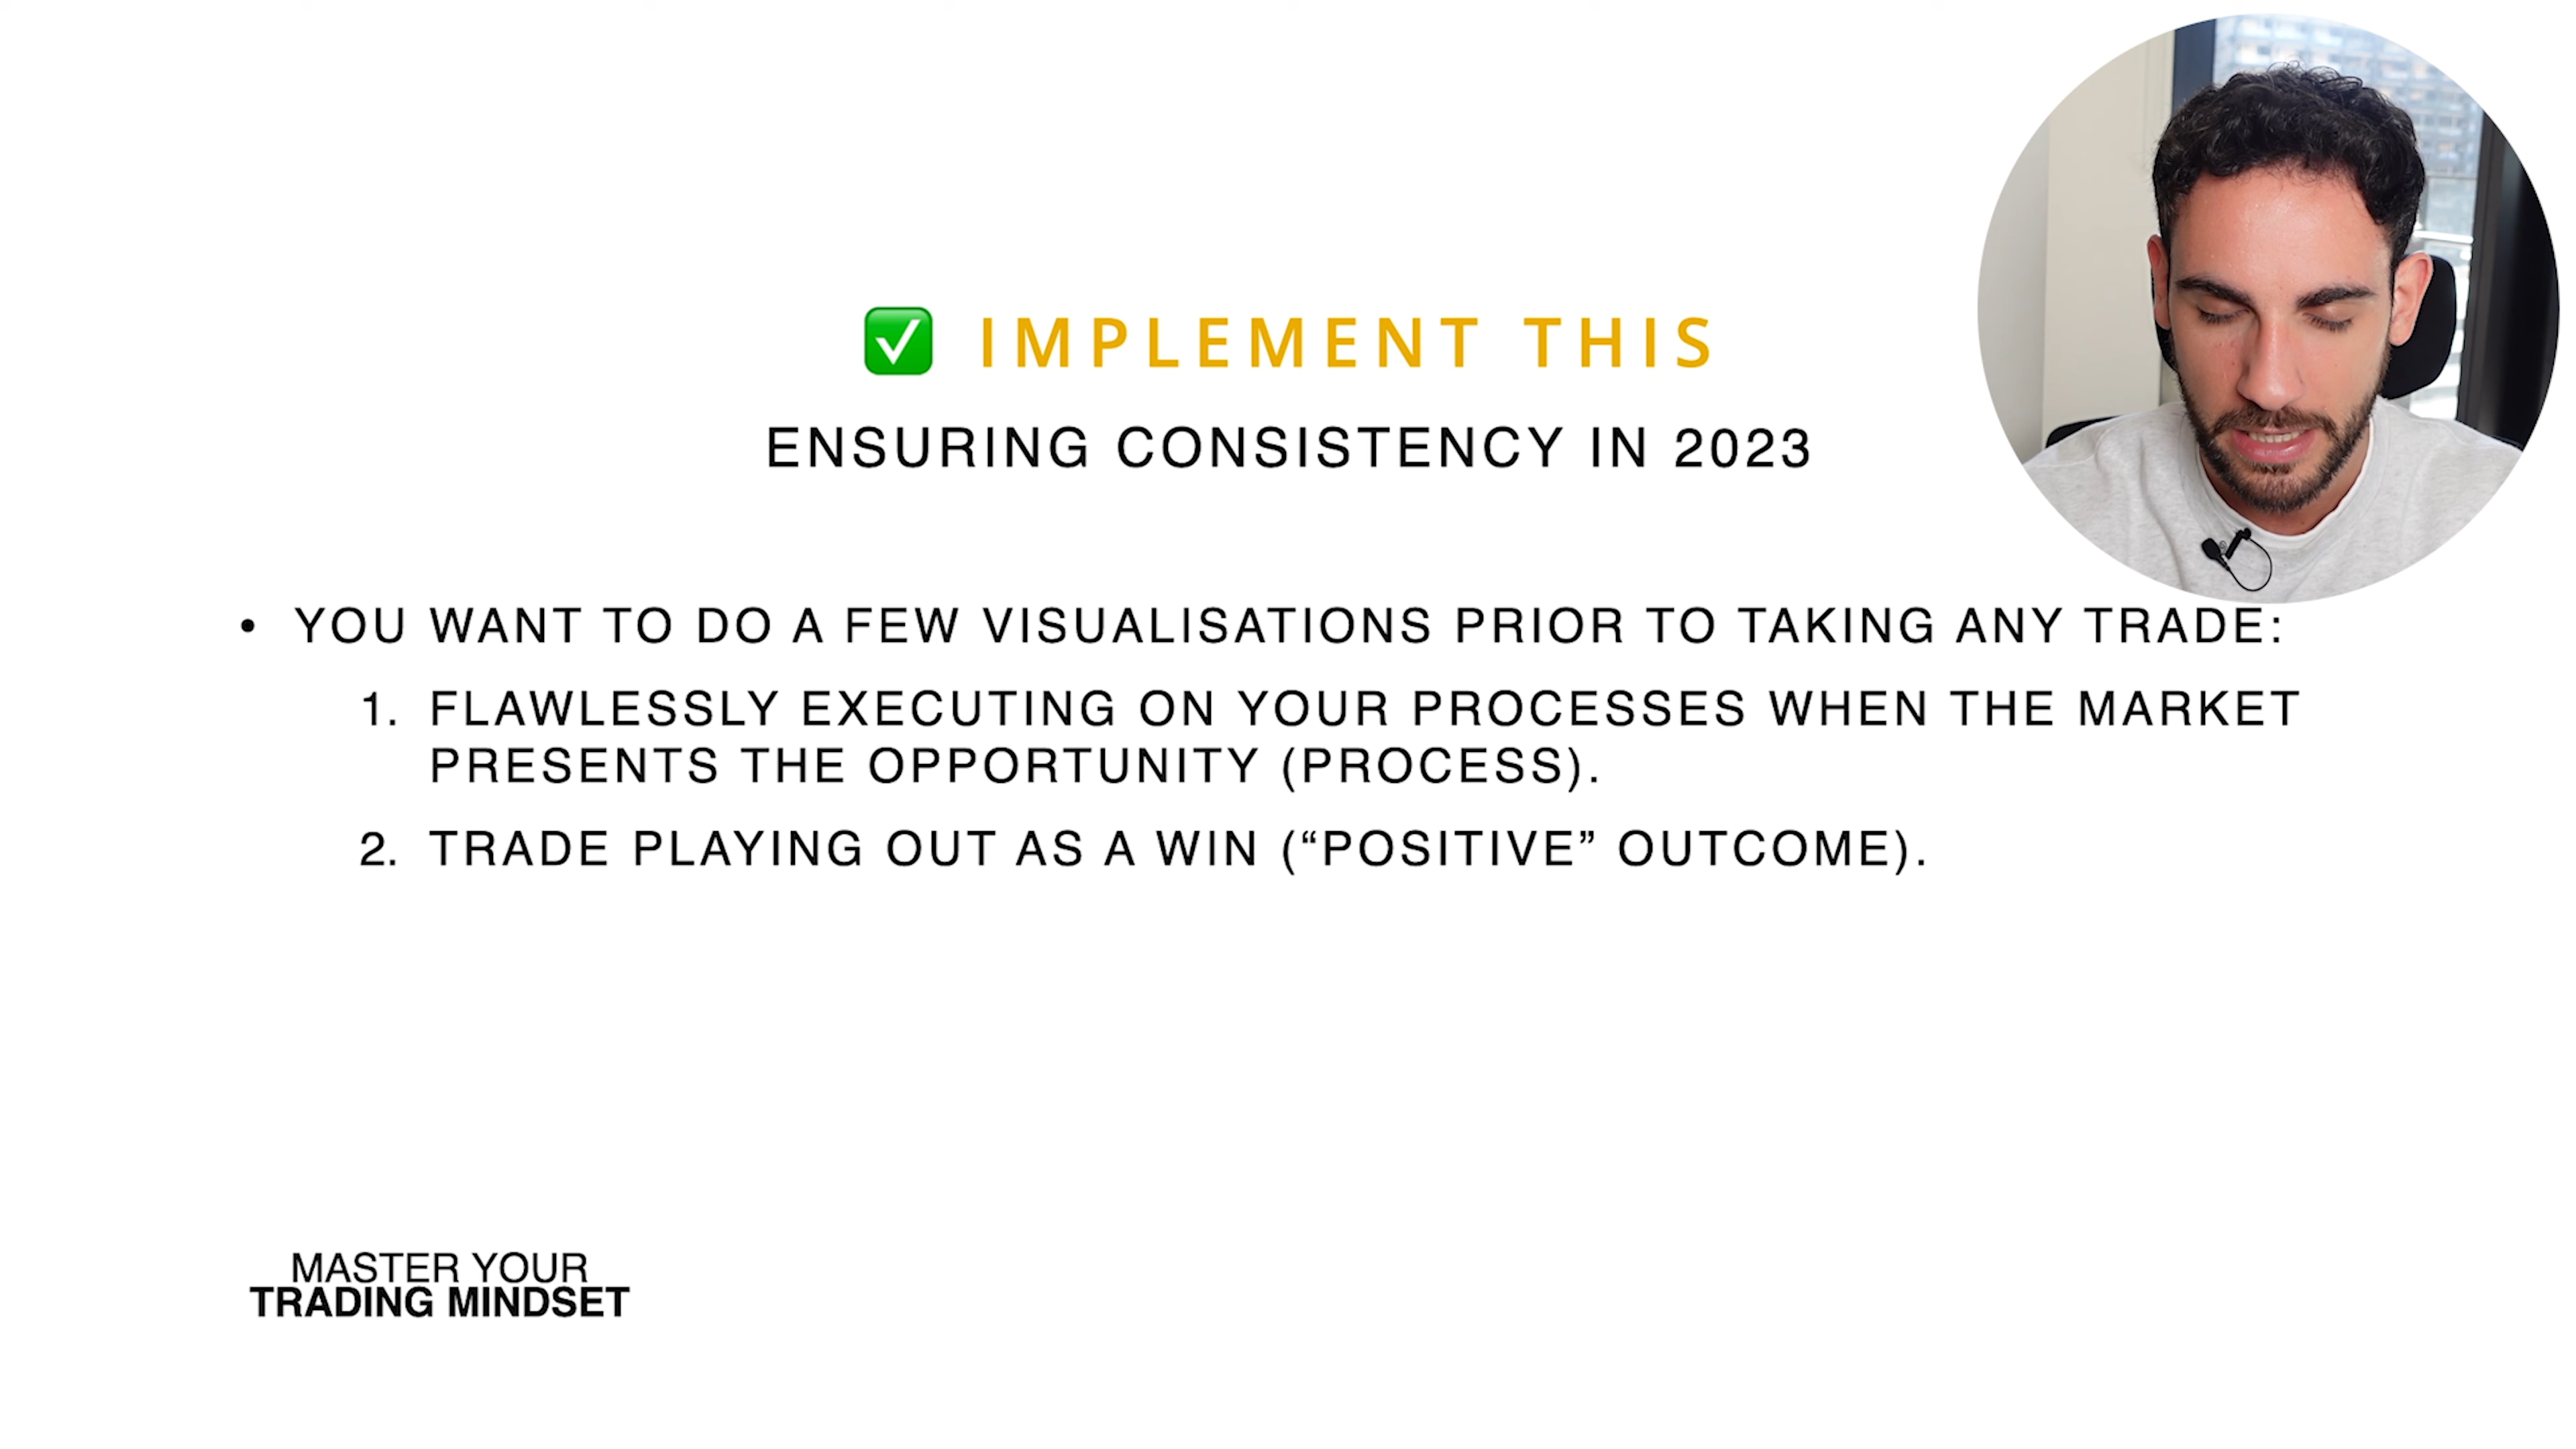 ✅ IMPLEMENT THIS
ENSURING CONSISTENCY IN 2023
• YOU WANT TO DO A FEW VISUALISATIONS PRIOR TO TAKING ANY TRADE:
1. FLAWLESSLY EXECUTING ON YOUR PROCESSES WHEN THE MARKET
PRESENTS THE OPPORTUNITY (PROCESS).
2. TRADE PLAYING OUT AS A WIN (“POSITIVE” OUTCOME).
MASTER YOUR
TRADING MINDSET